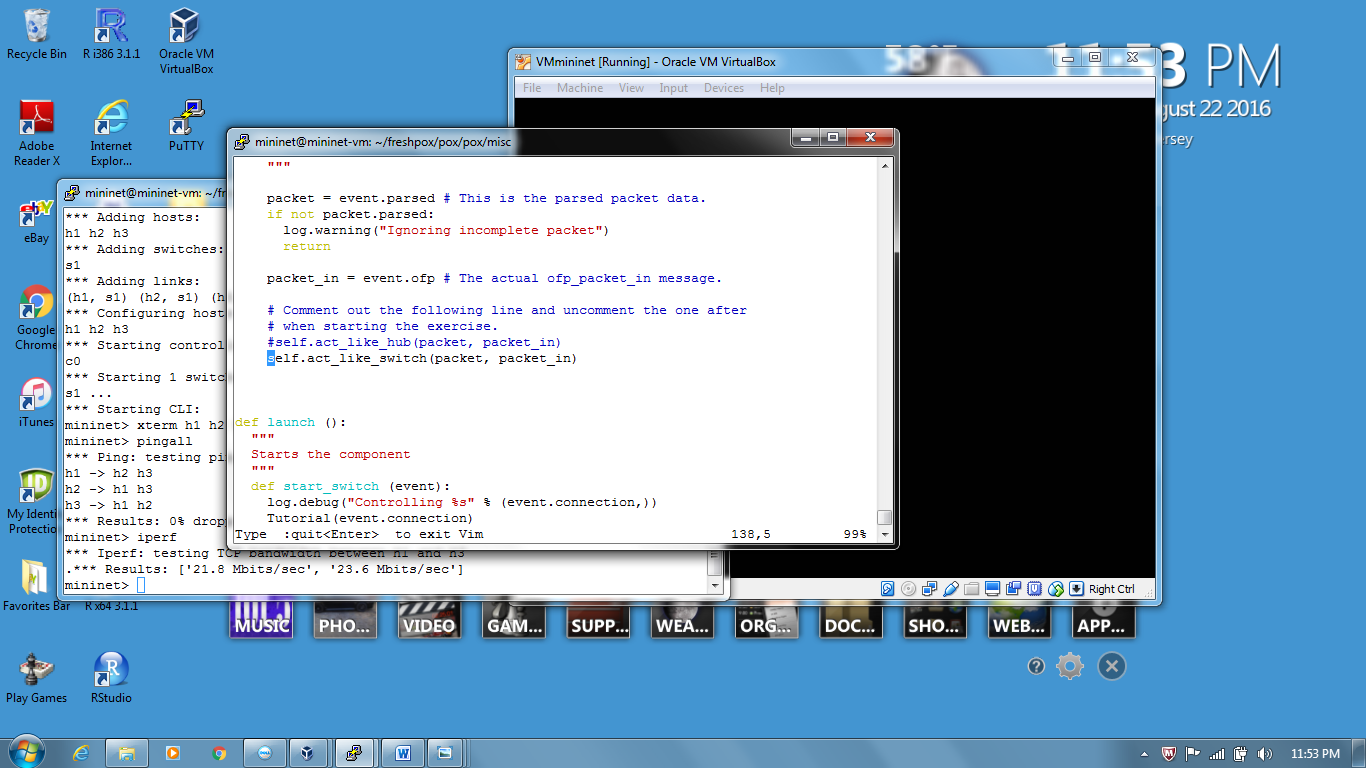 Recycle Bin
R i386 3.1.1
Oracle VM
VirtualBox
Adobe
Reader X
Internet
Explor...
PuTTY
eBay
Google
Chrome
iTunes
My Identi
Protectio
Favorites Bar
R x64 3.1.1
Play Games
RStudio
58°F
11:53 PM
gust 22 2016
ersey
VMmininet [Running] - Oracle VM VirtualBox
File Machine View Input Devices Help
Right Ctrl
mininet@mininet-vm: ~/freshpox/pox/pox/misc
"""
packet = event.parsed # This is the parsed packet data.
if not packet.parsed:
log.warning("Ignoring incomplete packet")
return
packet_in = event.ofp # The actual ofp_packet_in message.
# Comment out the following line and uncomment the one after
# when starting the exercise.
#self.act_like_hub(packet, packet_in)
self.act_like_switch(packet, packet_in)
def launch ():
"""
Starts the component
"""
def start_switch (event):
log.debug("Controlling %s" % (event.connection,))
Tutorial(event.connection)
Type :quit<Enter> to exit Vim 138,5 99%
mininet@mininet-vm: ~/fr
*** Adding hosts:
h1 h2 h3
*** Adding switches:
s1
*** Adding links:
(h1, s1) (h2, s1) (h
*** Configuring host
h1 h2 h3
*** Starting control
c0
*** Starting 1 switc
s1 ...
*** Starting CLI:
mininet> xterm h1 h2
mininet> pingall
*** Ping: testing pi
h1 -> h2 h3
h2 -> h1 h3
h3 -> h1 h2
*** Results: 0% drop
mininet> iperf
*** Iperf: testing TCP bandwidth between h1 and h3
.*** Results: ['21.8 Mbits/sec', '23.6 Mbits/sec']
mininet>
MUSIC
PHO...
VIDEO
GAM...
SUPP...
WEA...
ORG...
DOC...
SHO...
WEB...
APP...
11:53 PM